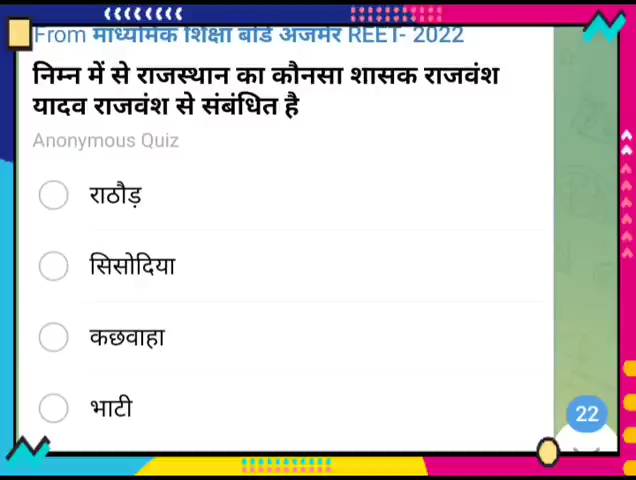 From माध्यमिक शिक्षा बोर्ड अजमेर REET- 2022
निम्न में से राजस्थान का कौनसा शासक राजवंश
यादव राजवंश से संबंधित है
Anonymous Quiz
राठौड़
सिसोदिया
कछवाहा
भाटी
22